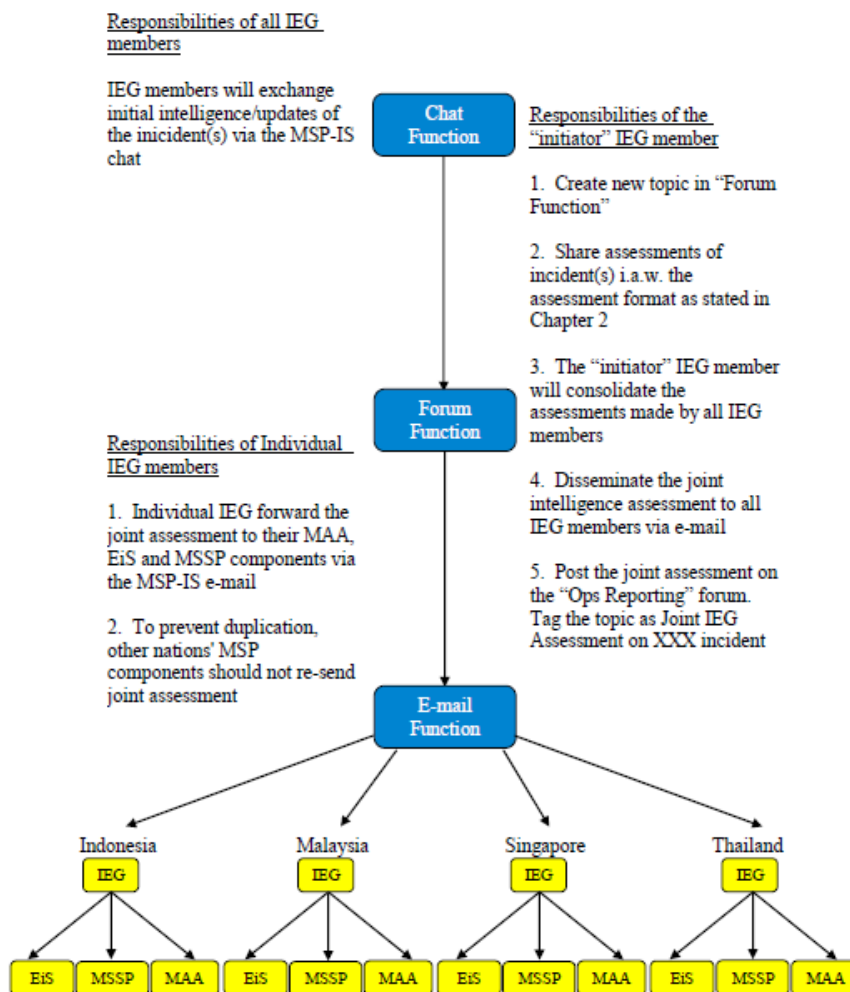 Responsibilities of all IEG
members
IEG members will exchange
initial intelligence/updates of
the inicident(s) via the MSP-IS
chat
Chat
Function
Responsibilities of the
“initiator” IEG member
1. Create new topic in “Forum
Function”
2. Share assessments of
incident(s) i.a.w. the
assessment format as stated in
Chapter 2
3. The “initiator” IEG member
will consolidate the
assessments made by all IEG
members
4. Disseminate the joint
intelligence assessment to all
IEG members via e-mail
5. Post the joint assessment on
the “Ops Reporting” forum.
Tag the topic as Joint IEG
Assessment on XXX incident
Forum
Function
Responsibilities of Individual
IEG members
1. Individual IEG forward the
joint assessment to their MAA,
EiS and MSSP components via
the MSP-IS e-mail
2. To prevent duplication,
other nations' MSP
components should not re-send
joint assessment
E-mail
Function
Indonesia Malaysia Singapore Thailand
IEG IEG IEG IEG
EiS MSSP MAA EiS MSSP MAA EiS MSSP MAA EiS MSSP MAA